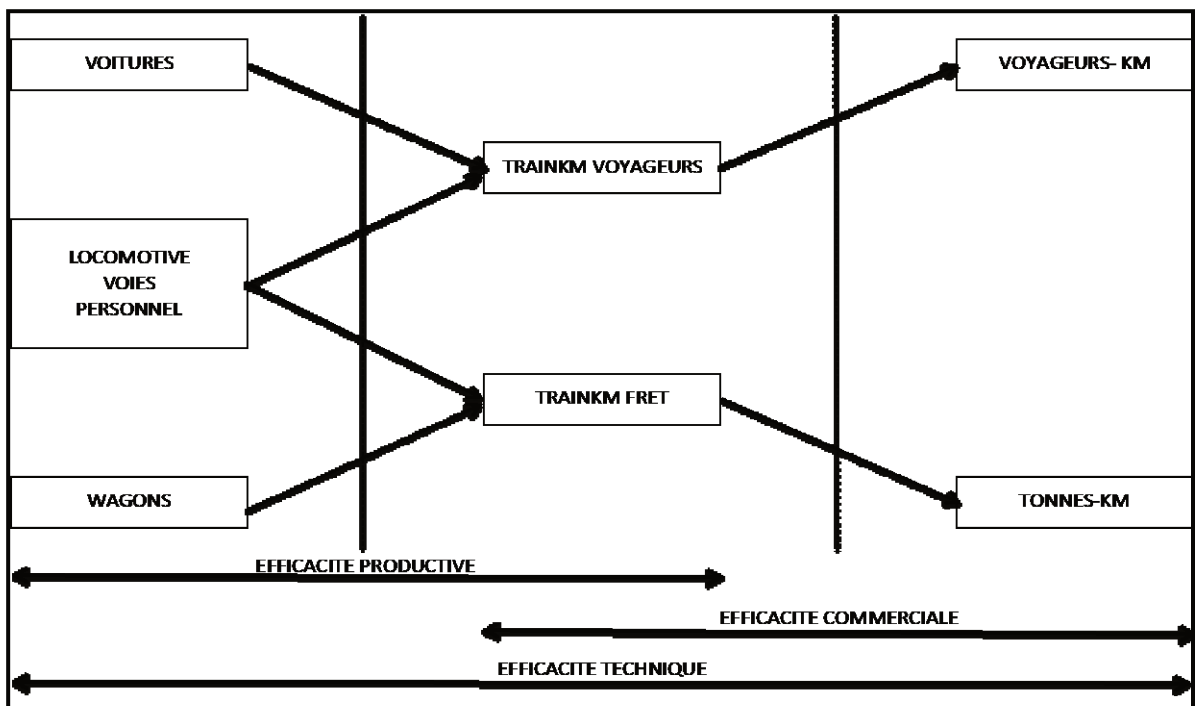 VOITURES
VOYAGEURS- KM
TRAINKM VOYAGEURS
LOCOMOTIVE
VOIES
PERSONNEL
TRAINKM FRET
WAGONS
TONNES-KM
EFFICACITE PRODUCTIVE
EFFICACITE COMMERCIALE
EFFICACITE TECHNIQUE